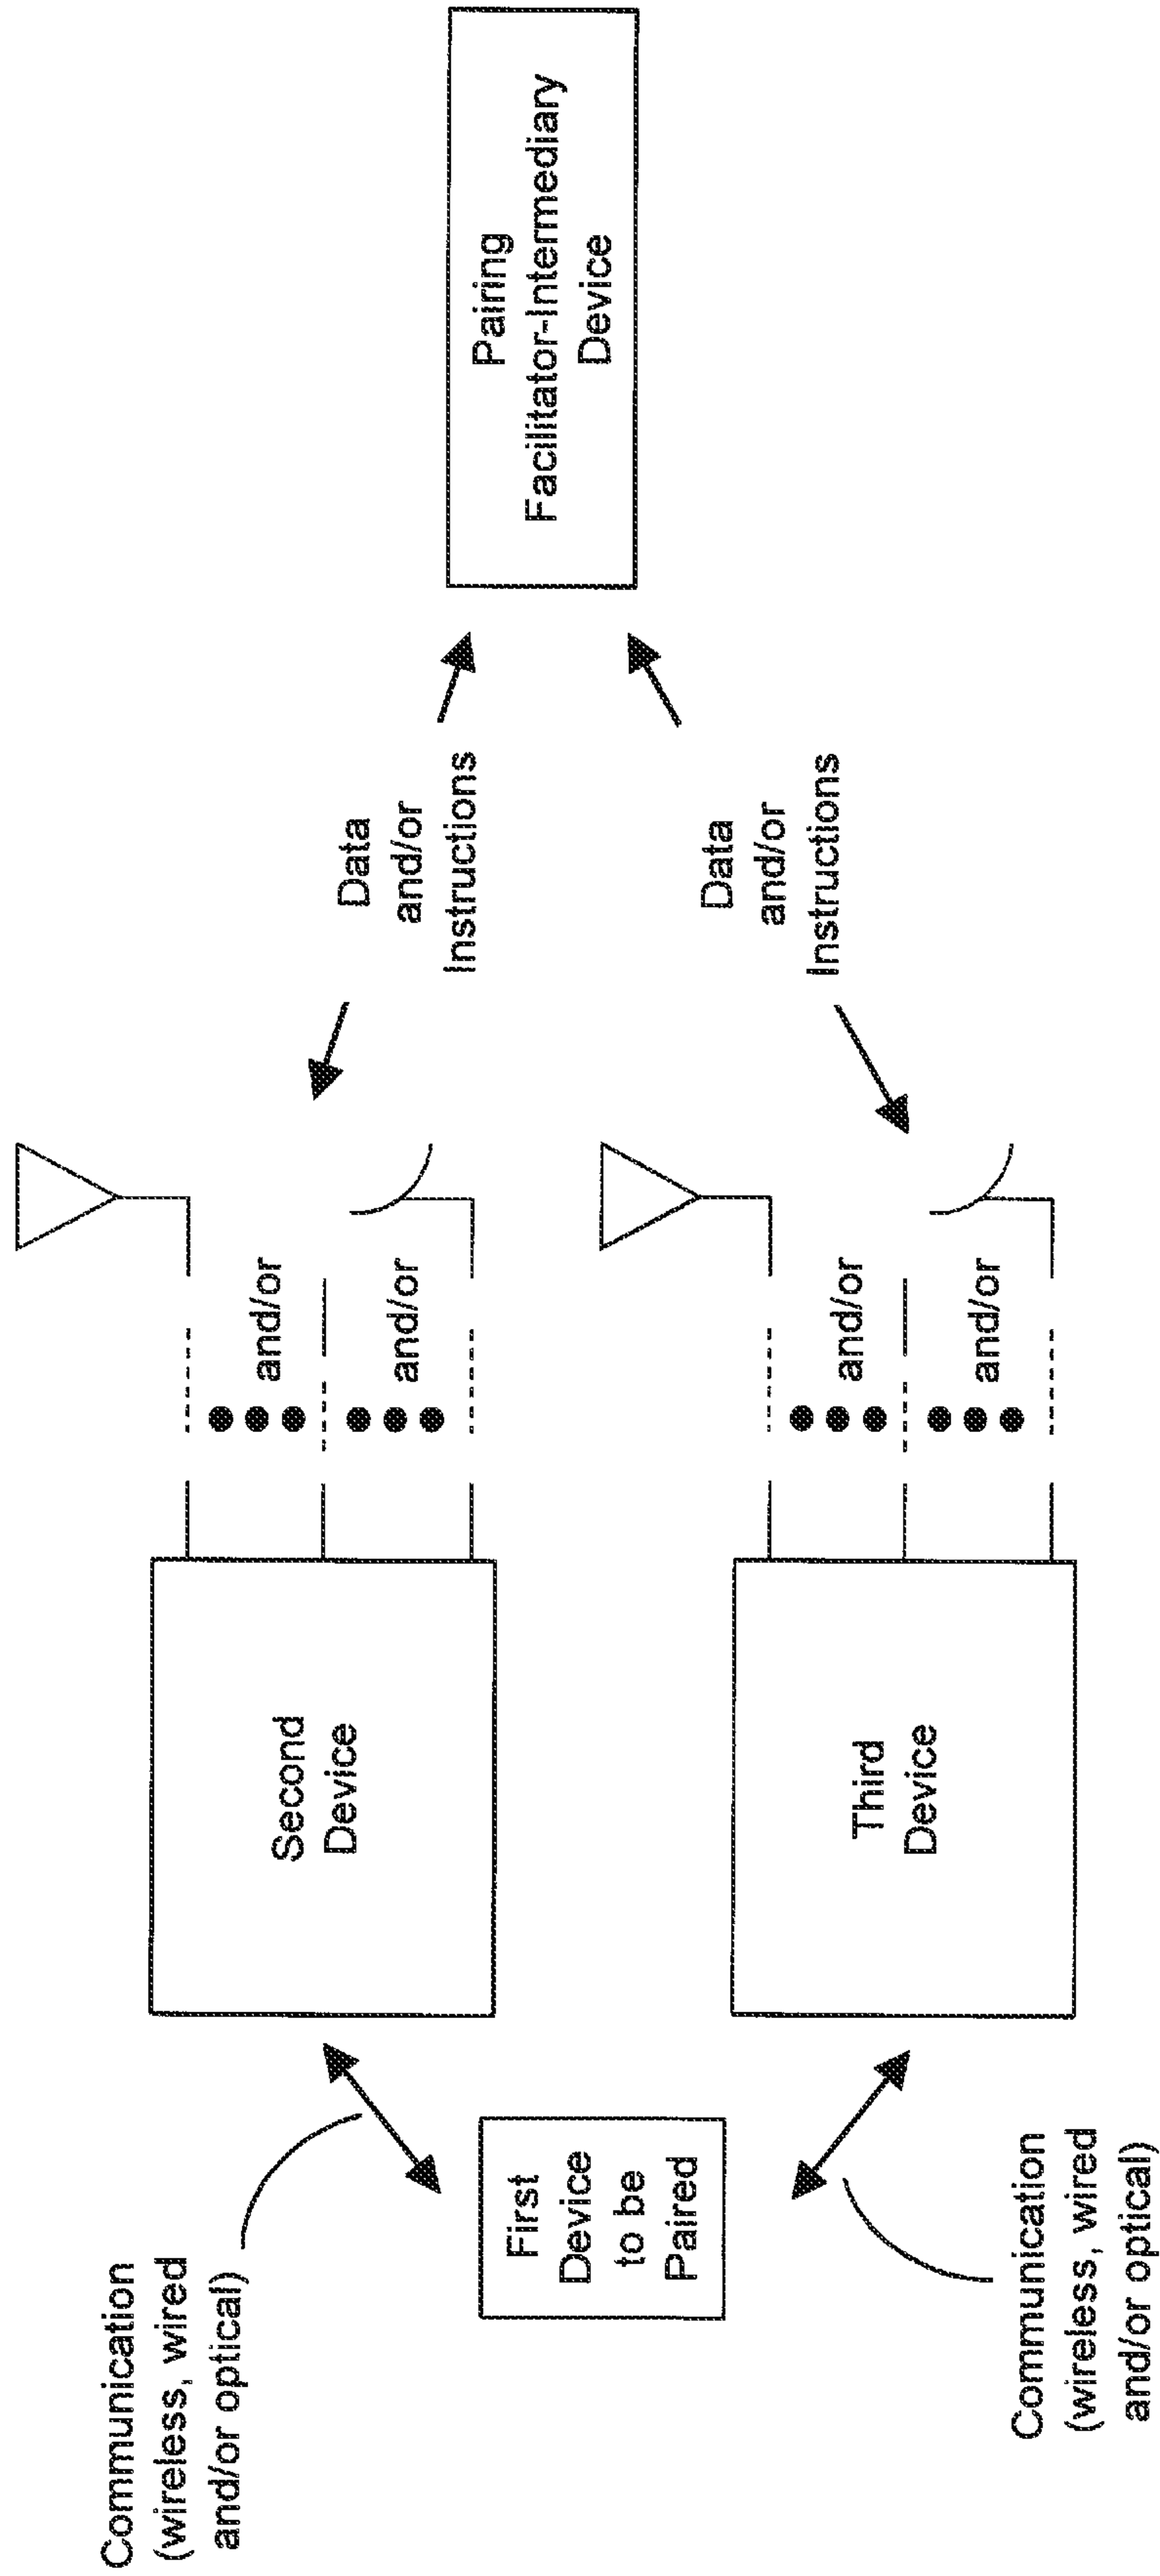 Communication
(wireless, wired
and/or optical)
First
Device
to be
Paired
Communication
(wireless, wired
and/or optical)
Second
Device
Third
Device
and/or
and/or
and/or
and/or
Data
and/or
Instructions
Data
and/or
Instructions
Pairing
Facilitator-Intermediary
Device